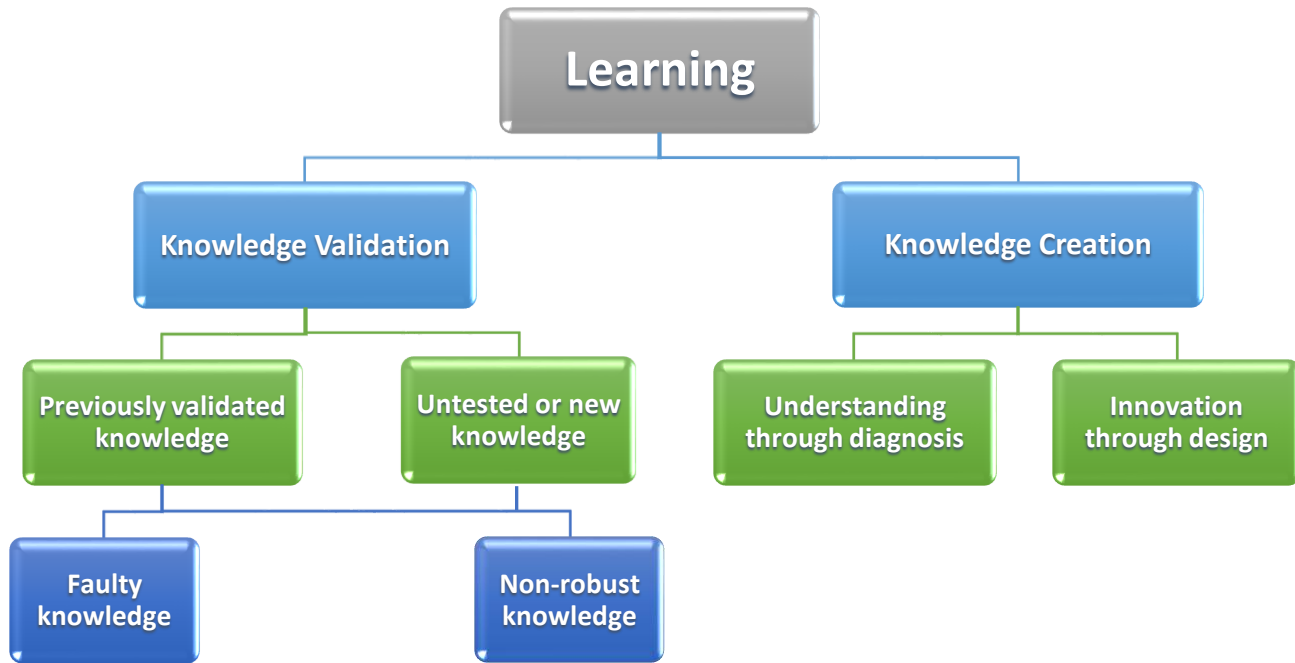 Learning
Knowledge Validation
Knowledge Creation
Previously validated
knowledge
Untested or new
knowledge
Understanding
through diagnosis
Innovation
through design
Faulty
knowledge
Non-robust
knowledge